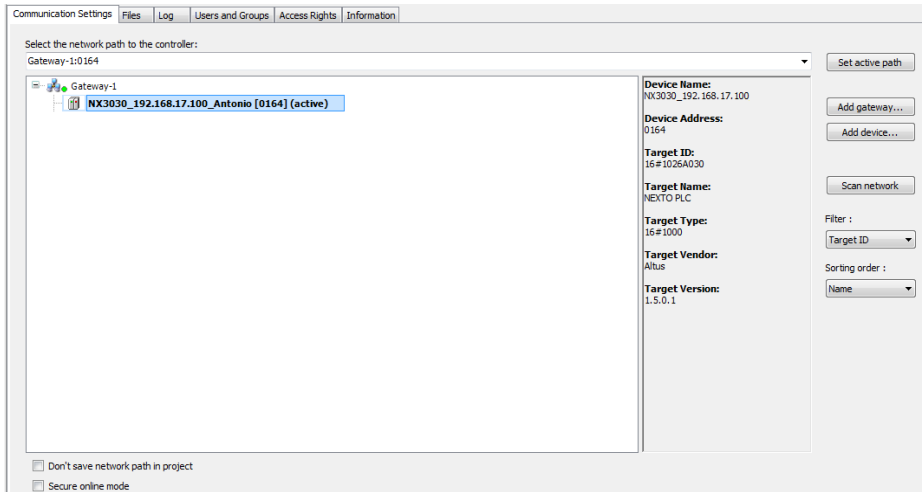 Communication Settings Files Log Users and Groups Access Rights Information
Select the network path to the controller:
Gateway-1:0164
Set active path
Gateway-1
NX3030_192.168.17.100_Antonio [0164] (active)
Device Name:
NX3030_192.168.17.100
Device Address:
0164
Target ID:
16#1026A030
Target Name:
NEXTO PLC
Target Type:
16#1000
Target Vendor:
Altus
Target Version:
1.5.0.1
Add gateway...
Add device...
Scan network
Filter :
Target ID
Sorting order :
Name
Don't save network path in project
Secure online mode